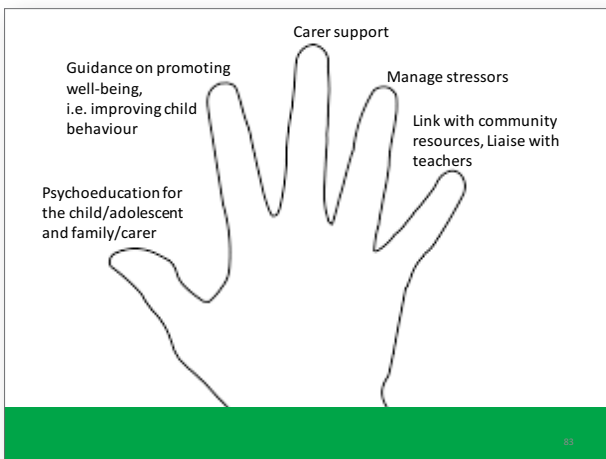 Carer support
Guidance on promoting
well-being,
i.e. improving child
behaviour
Manage stressors
Link with community
resources, Liaise with
teachers
Psychoeducation for
the child/adolescent
and family/carer
83